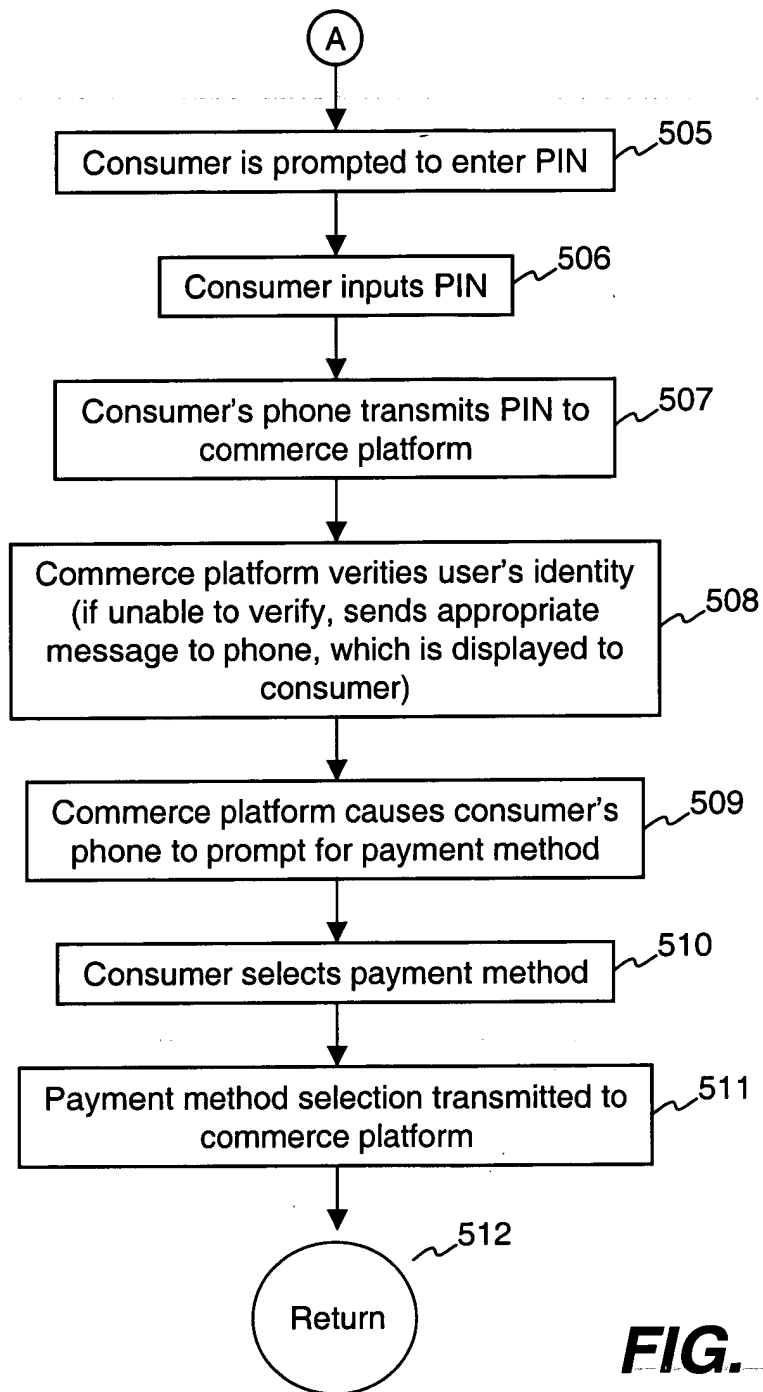 A
Consumer is prompted to enter PIN
505
Consumer inputs PIN
506
Consumer's phone transmits PIN to
commerce platform
507
Commerce platform verities user's identity
(if unable to verify, sends appropriate
message to phone, which is displayed to
consumer)
508
Commerce platform causes consumer's
phone to prompt for payment method
509
Consumer selects payment method
510
Payment method selection transmitted to
commerce platform
511
Return
512
FIG.